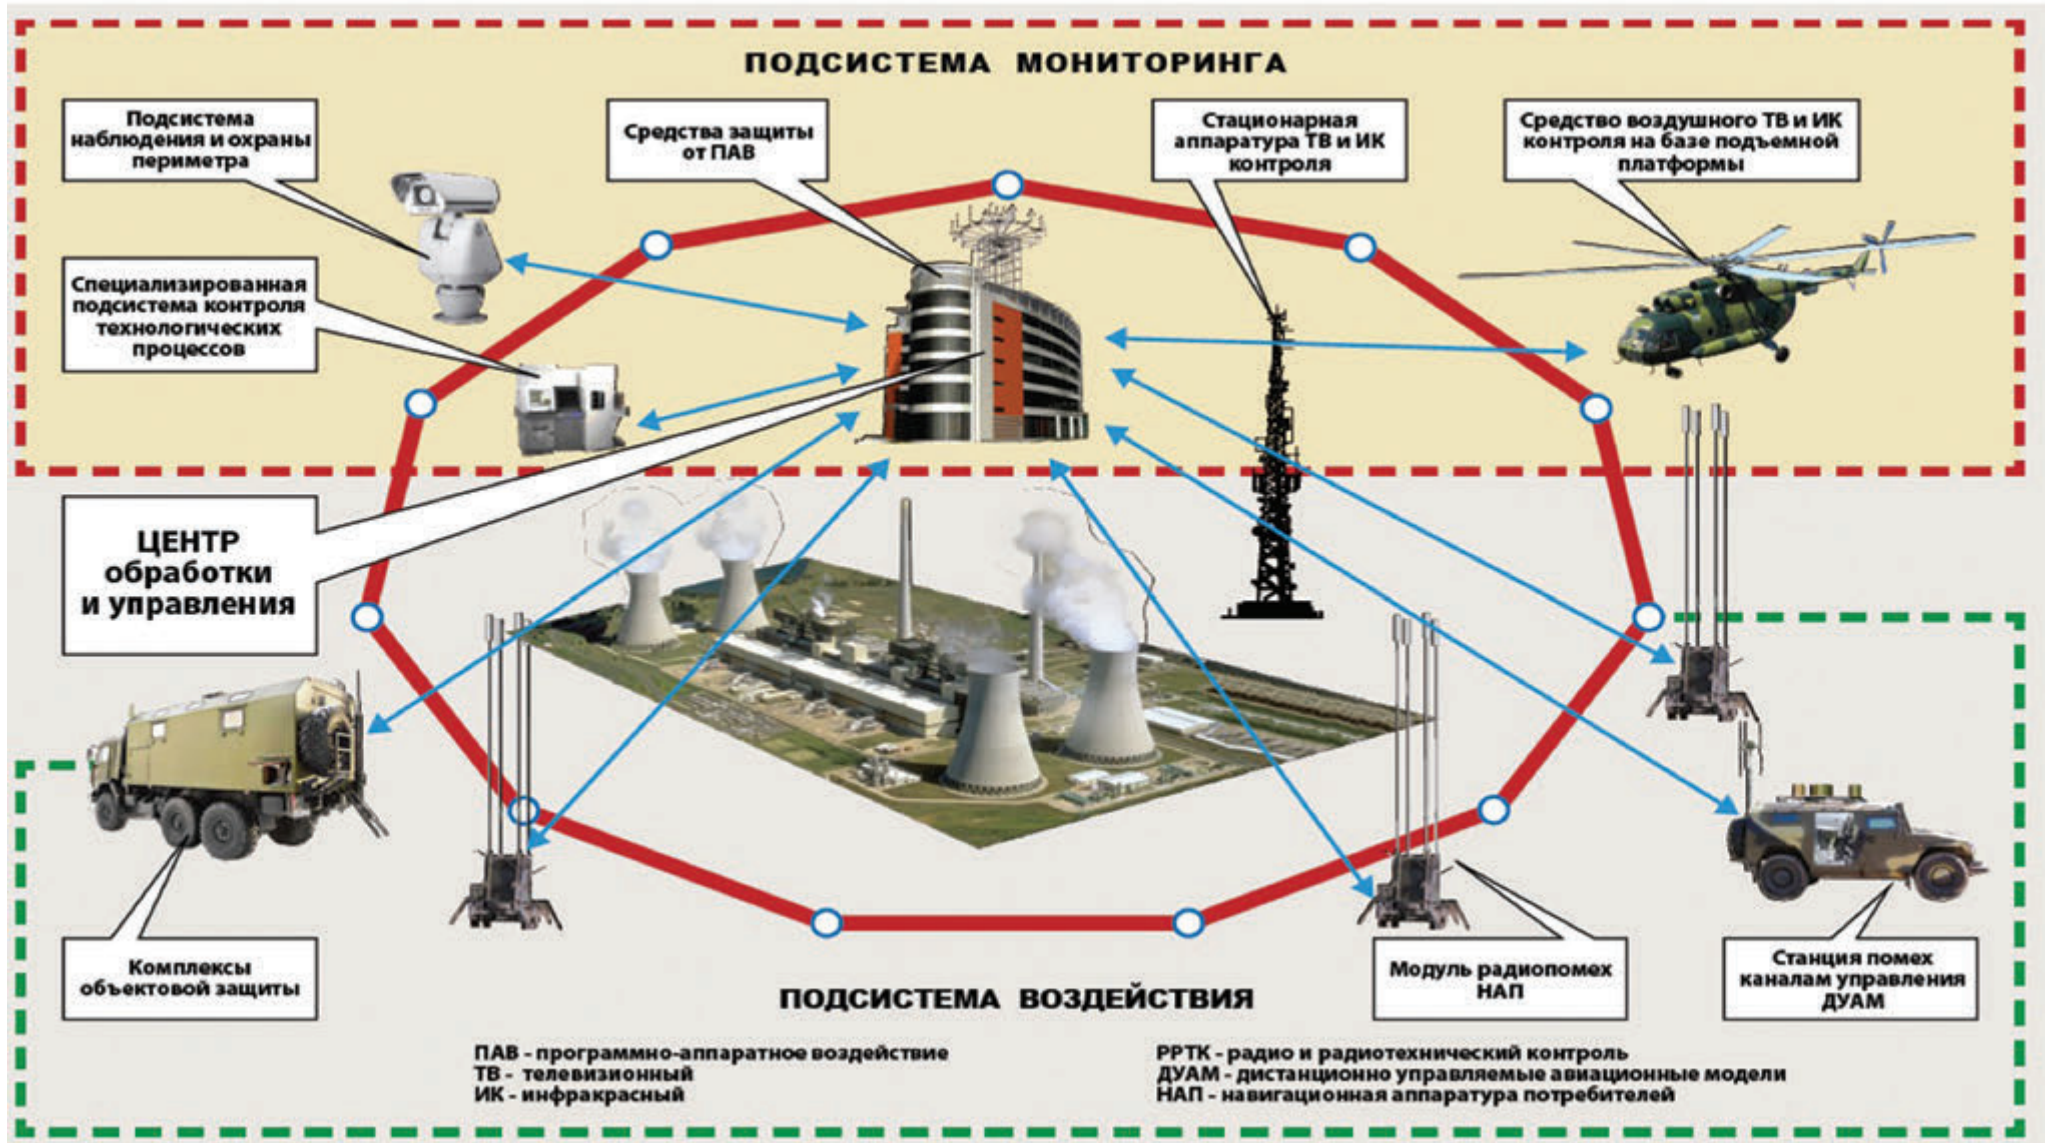 ПОДСИСТЕМА МОНИТОРИНГА
Подсистема
наблюдения и охраны
периметра
Средства защиты
от ПАВ
Стационарная
аппаратура ТВ и ИК
контроля
Средство воздушного ТВ и ИК
контроля на базе подъемной
платформы
Специализированная
подсистема контроля
технологических
процессов
ЦЕНТР
обработки
и управления
Комплексы
объектовой защиты
Модуль радиопомех
НАП
Станция помех
каналам управления
ДУАМ
ПОДСИСТЕМА ВОЗДЕЙСТВИЯ
ПАВ - программно-аппаратное воздействие
ТВ - телевизионный
ИК - инфракрасный
РРТК - радио и радиотехнический контроль
ДУАМ - дистанционно управляемые авиационные модели
НАП - навигационная аппаратура потребителей